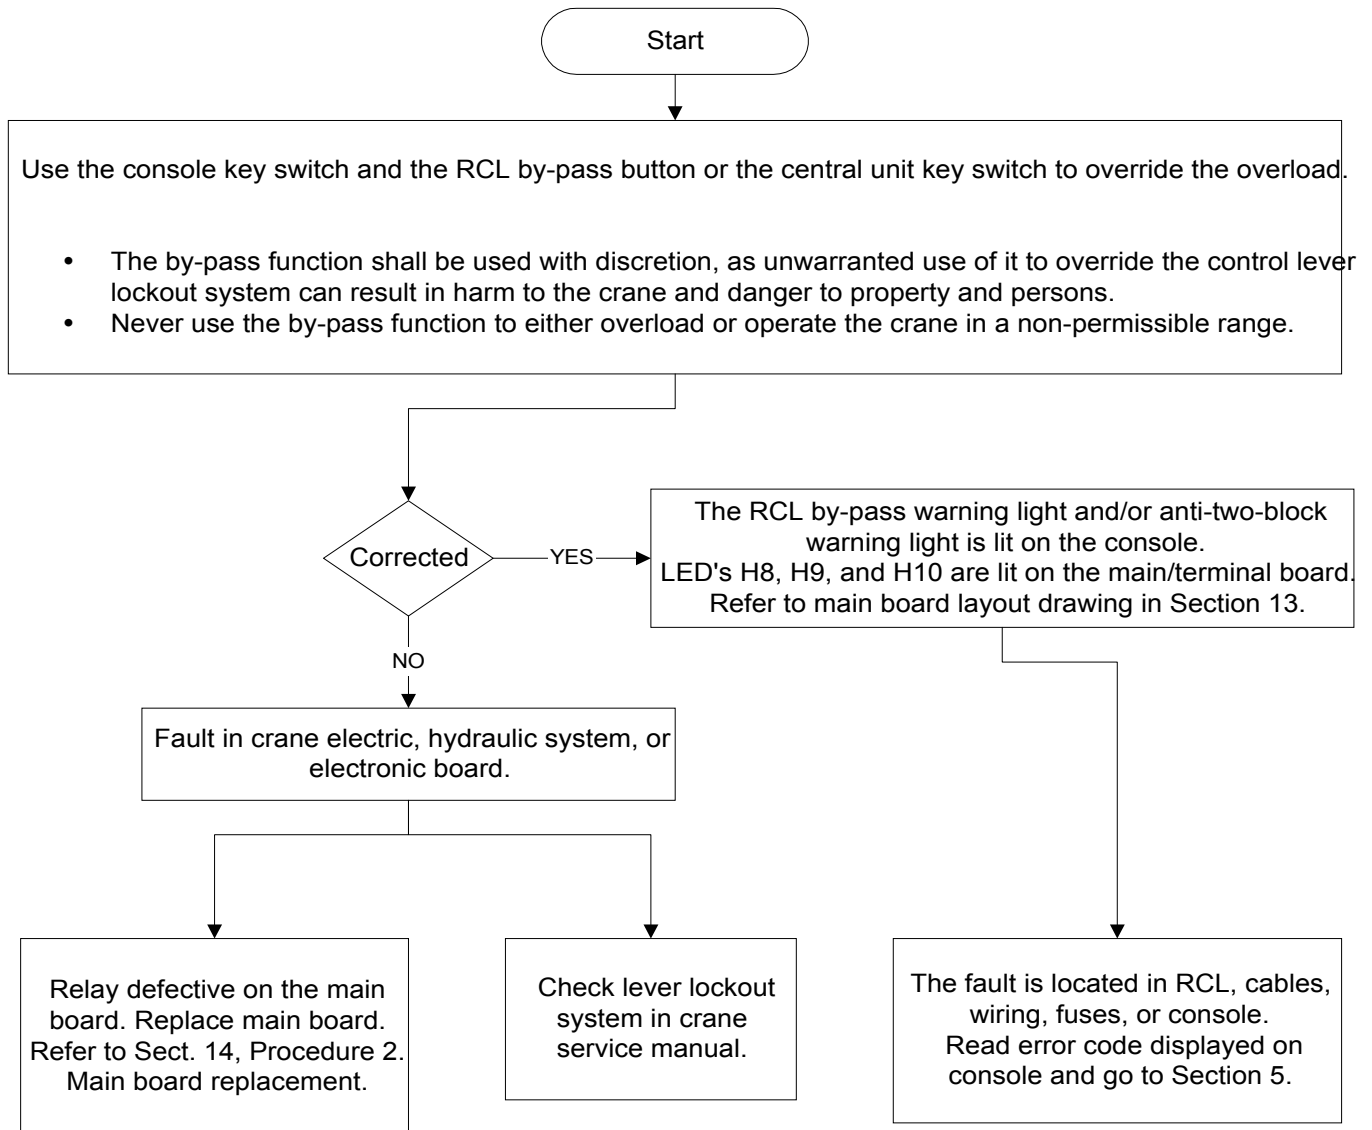 Start
Use the console key switch and the RCL by-pass button or the central unit key switch to override the overload.
• The by-pass function shall be used with discretion, as unwarranted use of it to override the control lever
lockout system can result in harm to the crane and danger to property and persons.
• Never use the by-pass function to either overload or operate the crane in a non-permissible range.
Corrected
YES
The RCL by-pass warning light and/or anti-two-block
warning light is lit on the console.
LED's H8, H9, and H10 are lit on the main/terminal board.
Refer to main board layout drawing in Section 13.
NO
Fault in crane electric, hydraulic system, or
electronic board.
Relay defective on the main
board. Replace main board.
Refer to Sect. 14, Procedure 2.
Main board replacement.
Check lever lockout
system in crane
service manual.
The fault is located in RCL, cables,
wiring, fuses, or console.
Read error code displayed on
console and go to Section 5.